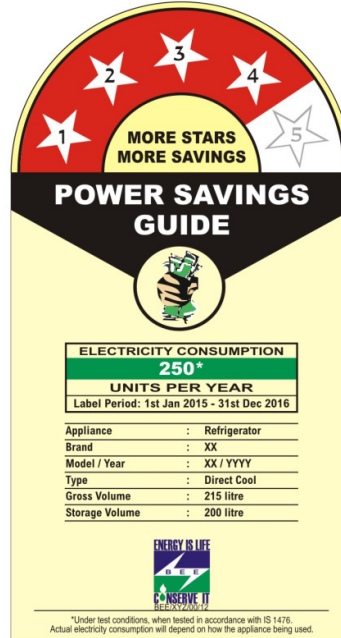 1 2 3 4 5
MORE STARS
MORE SAVINGS
POWER SAVINGS
GUIDE
ELECTRICITY CONSUMPTION
250*
UNITS PER YEAR
Label Period: 1st Jan 2015 - 31st Dec 2016
Appliance : Refrigerator
Brand : XX
Model / Year : XX / YYYY
Type : Direct Cool
Gross Volume : 215 litre
Storage Volume : 200 litre
ENERGY IS LIFE
BEE
CONSERVE IT
BEE/XYZ/00/12
*Under test conditions, when tested in accordance with IS 1476.
Actual electricity consumption will depend on how the appliance being used.